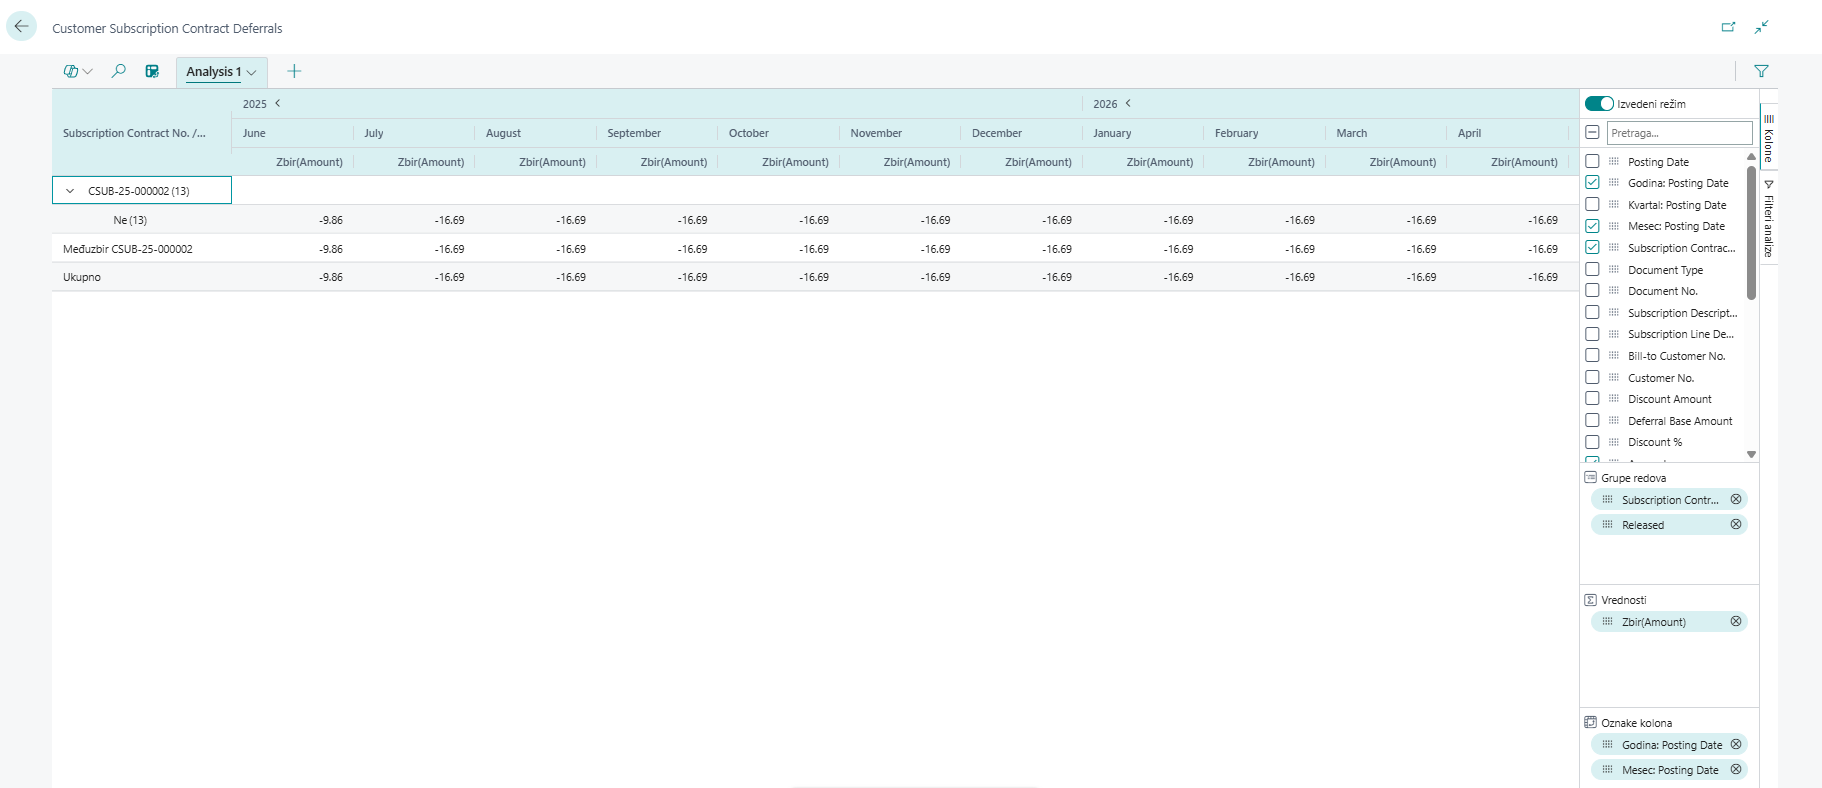 Customer Subscription Contract Deferrals
Analysis 1
2025
2026
Subscription Contract No. /...
June July August September October November December January February March April
Zbir(Amount) Zbir(Amount) Zbir(Amount) Zbir(Amount) Zbir(Amount) Zbir(Amount) Zbir(Amount) Zbir(Amount) Zbir(Amount) Zbir(Amount) Zbir(Amount)
CSUB-25-000002 (13)
Ne (13) -9.86 -16.69 -16.69 -16.69 -16.69 -16.69 -16.69 -16.69 -16.69 -16.69 -16.69
Međuzbir CSUB-25-000002 -9.86 -16.69 -16.69 -16.69 -16.69 -16.69 -16.69 -16.69 -16.69 -16.69 -16.69
Ukupno -9.86 -16.69 -16.69 -16.69 -16.69 -16.69 -16.69 -16.69 -16.69 -16.69 -16.69
Izvedeni režim
Pretraga...
Posting Date
Godina: Posting Date
Kvartal: Posting Date
Mesec: Posting Date
Subscription Contrac...
Document Type
Document No.
Subscription Descript...
Subscription Line De...
Bill-to Customer No.
Customer No.
Discount Amount
Deferral Base Amount
Discount %
Grupe redova
Subscription Contr...
Released
Vrednosti
Zbir(Amount)
Oznake kolona
Godina: Posting Date
Mesec: Posting Date
Kolone
Filteri analize